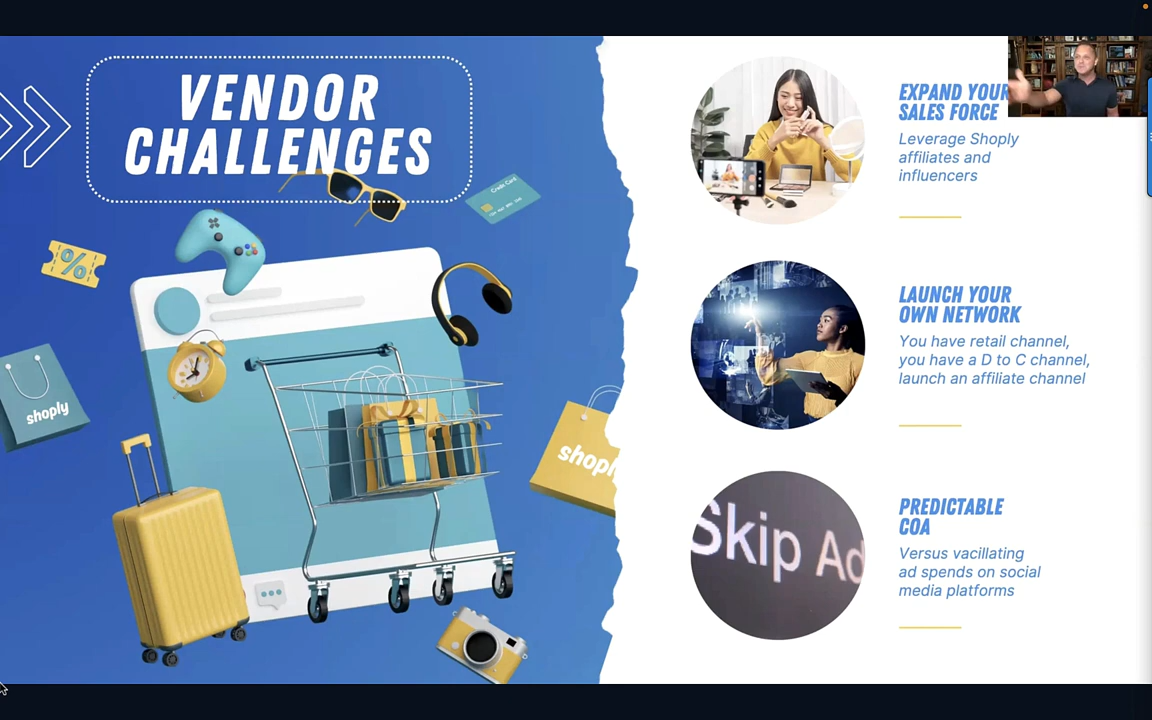 VENDOR
CHALLENGES
Credit Card
%
shoply
shoply
EXPAND YOUR
SALES FORCE
Leverage Shoply
affiliates and
influencers
LAUNCH YOUR
OWN NETWORK
You have retail channel,
you have a D to C channel,
launch an affiliate channel
Skip Ad
PREDICTABLE
COA
Versus vacillating
ad spends on social
media platforms